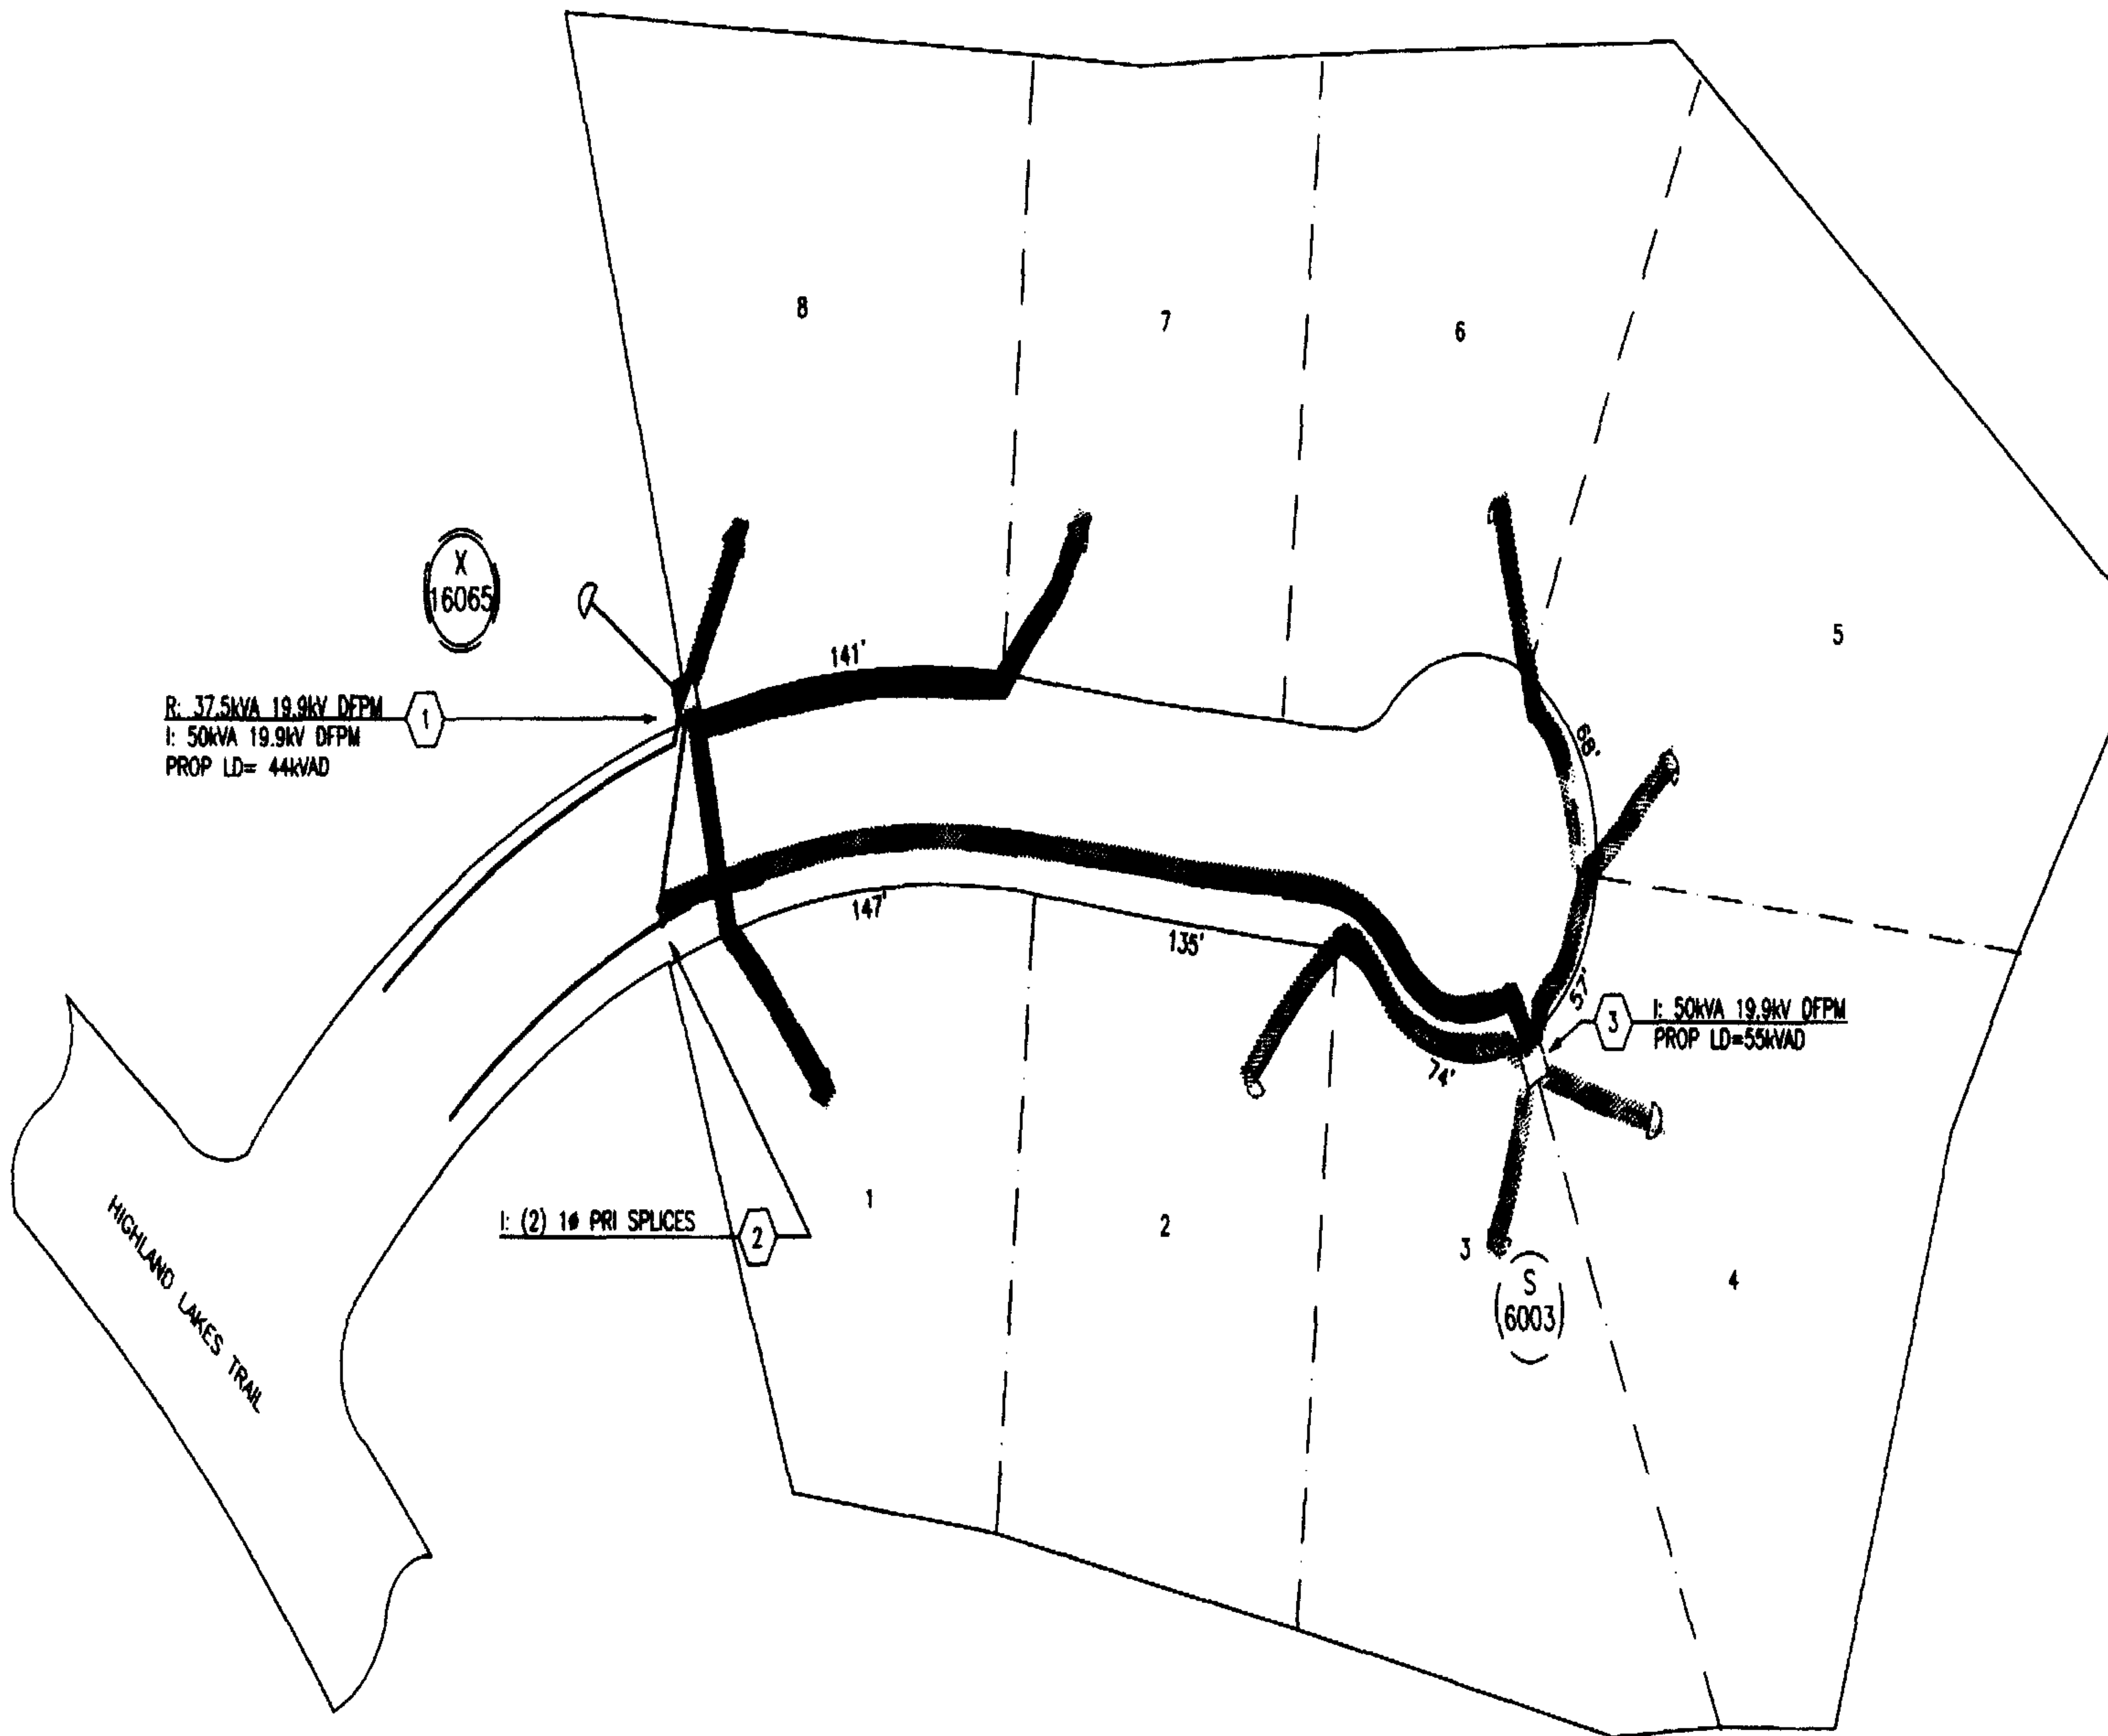 8
7
6
5
X
16065
141'
R: 37.5kVA 19.9kV DFPM
I: 50kVA 19.9kV DFPM
PROP LD= 44kVAD
1
68'
147'
135'
57'
3
I: 50kVA 19.9kV DFPM
PROP LD=55kVAD
74'
HIGHLAND LAKES TRAIL
I: (2) 1ø PRI SPLICES
2
1
2
3
S
6003
4